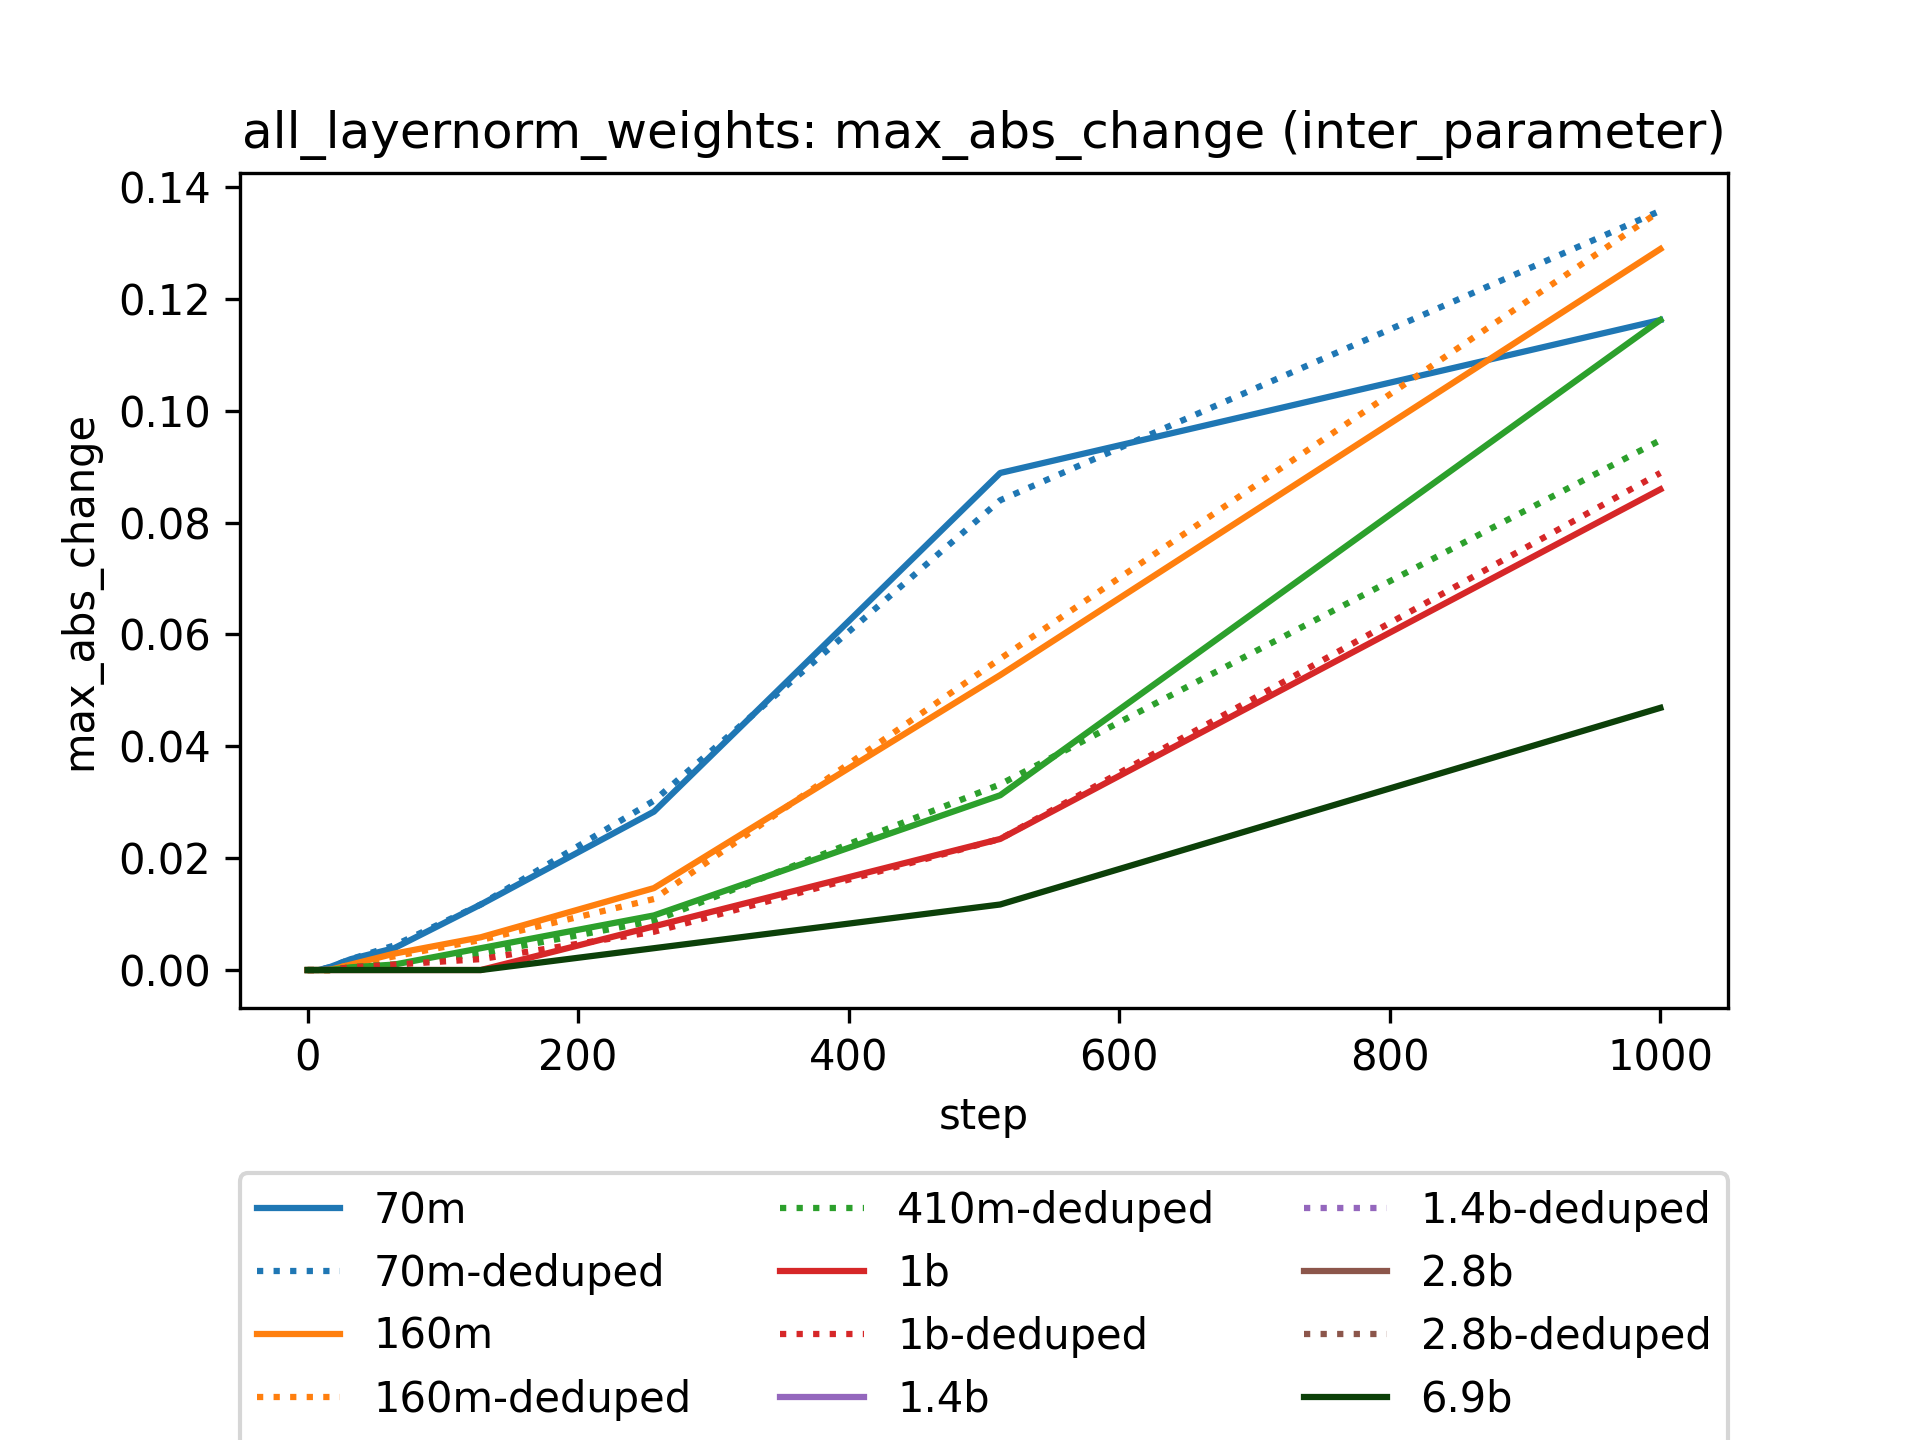 all_layernorm_weights: max_abs_change (inter_parameter)
0.14
0.12
0.10
0.08
0.06
0.04
0.02
0.00
max_abs_change
0 200 400 600 800 1000
step
70m 410m-deduped 1.4b-deduped
70m-deduped 1b 2.8b
160m 1b-deduped 2.8b-deduped
160m-deduped 1.4b 6.9b